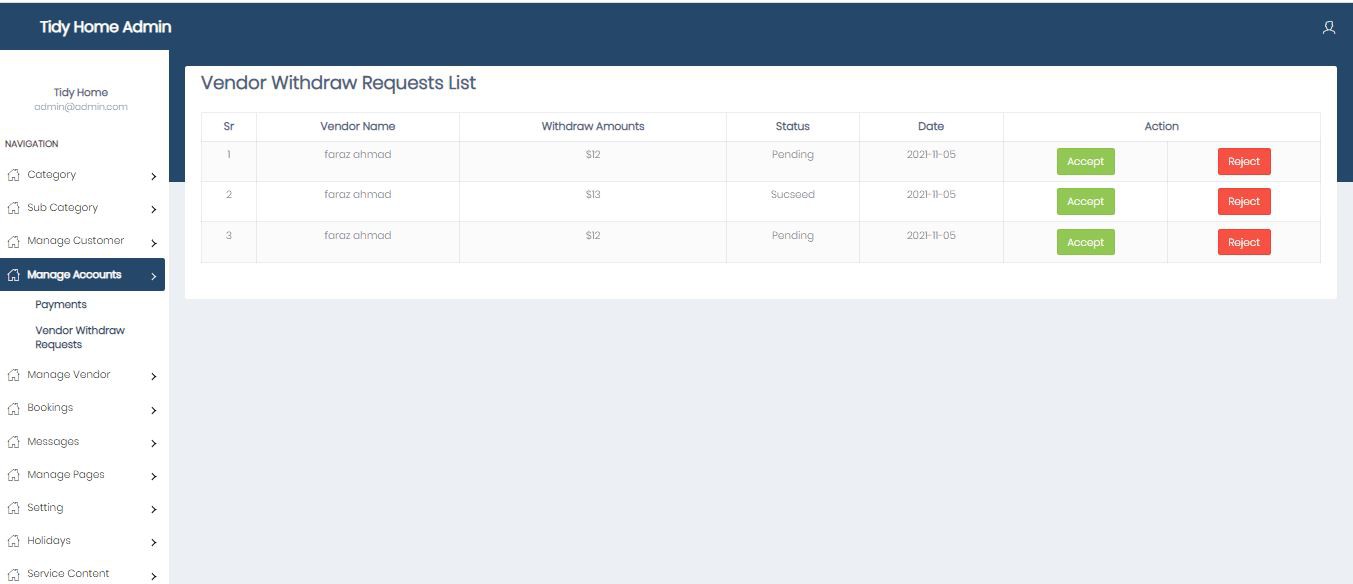 Tidy Home Admin
Tidy Home
admin@admin.com
NAVIGATION
Category
Sub Category
Manage Customer
Manage Accounts
Payments
Vendor Withdraw
Requests
Manage Vendor
Bookings
Messages
Manage Pages
Setting
Holidays
Service Content
Vendor Withdraw Requests List
Sr Vendor Name Withdraw Amounts Status Date Action
1 faraz ahmad $12 Pending 2021-11-05 Accept Reject
2 faraz ahmad $13 Sucseed 2021-11-05 Accept Reject
3 faraz ahmad $12 Pending 2021-11-05 Accept Reject